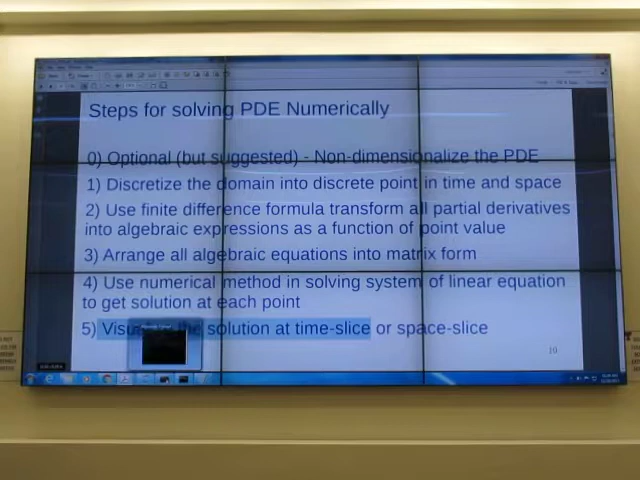 Steps for solving PDE Numerically
0) Optional (but suggested) - Non-dimensionalize the PDE
1) Discretize the domain into discrete point in time and space
2) Use finite difference formula transform all partial derivatives
into algebraic expressions as a function of point value
3) Arrange all algebraic equations into matrix form
4) Use numerical method in solving system of linear equation
to get solution at each point
5) solution at time-slice or space-slice
10